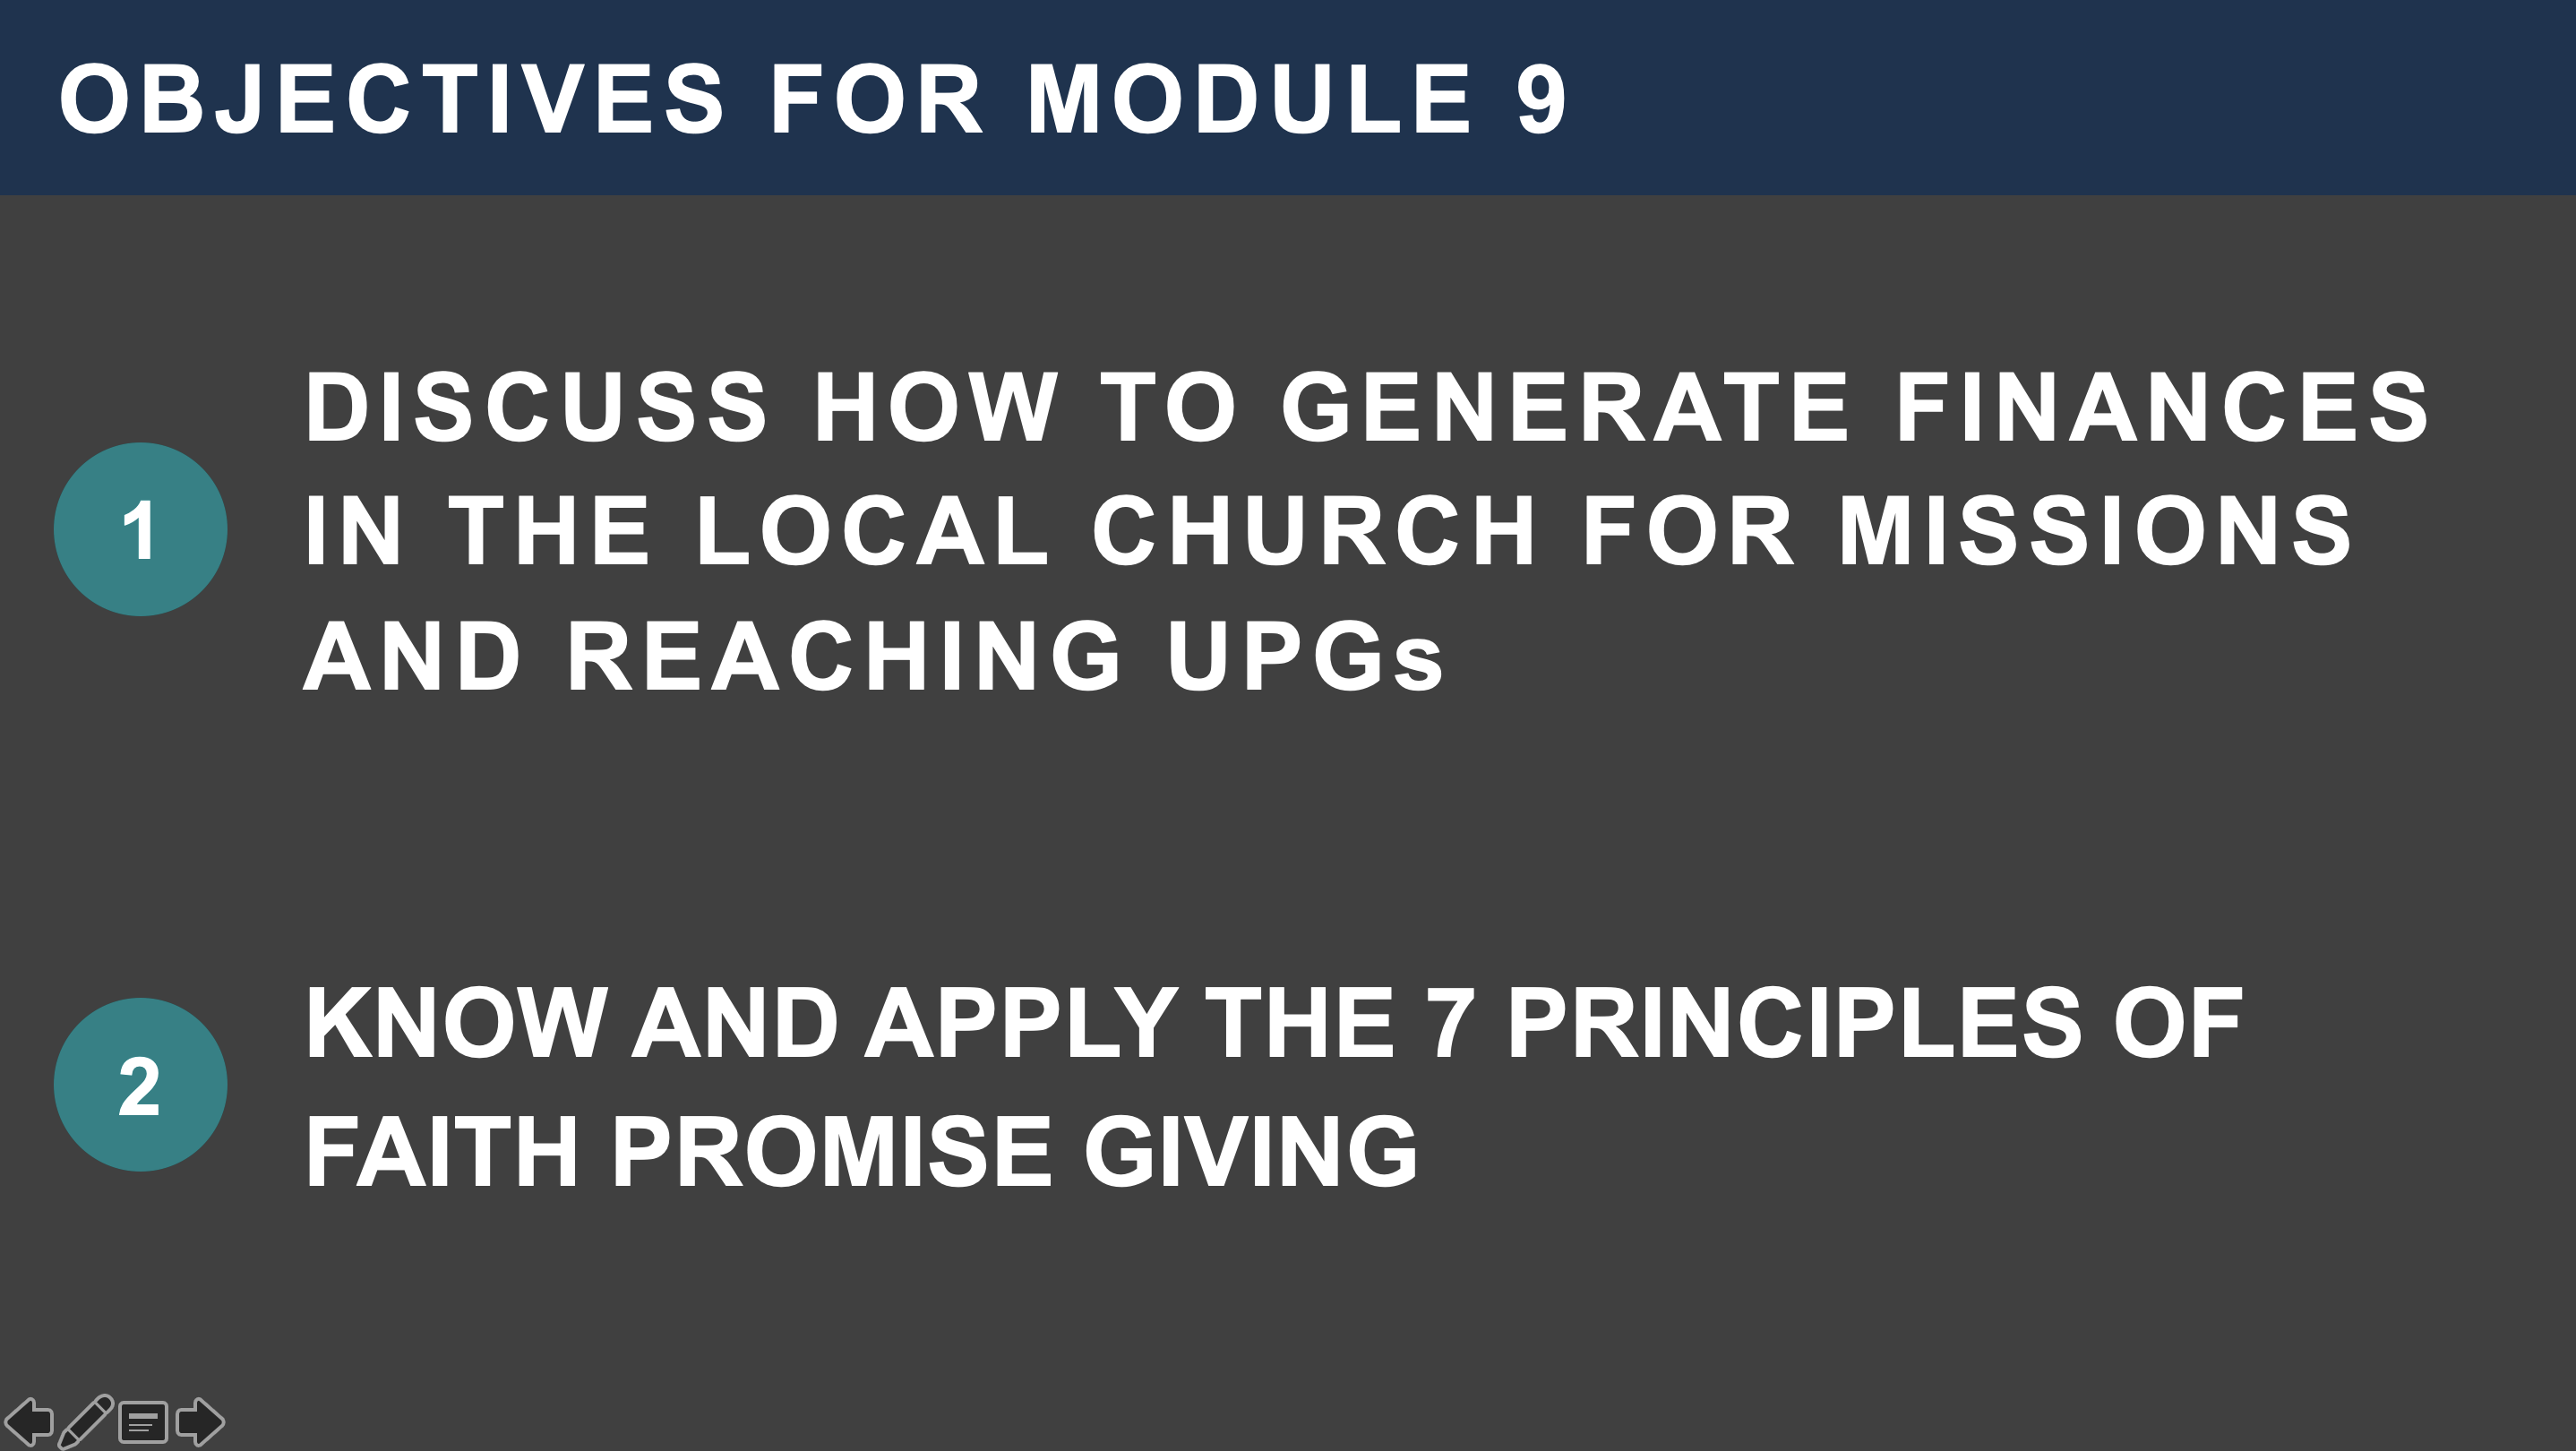 OBJECTIVES FOR MODULE 9
1
DISCUSS HOW TO GENERATE FINANCES
IN THE LOCAL CHURCH FOR MISSIONS
AND REACHING UPGs
2
KNOW AND APPLY THE 7 PRINCIPLES OF
FAITH PROMISE GIVING